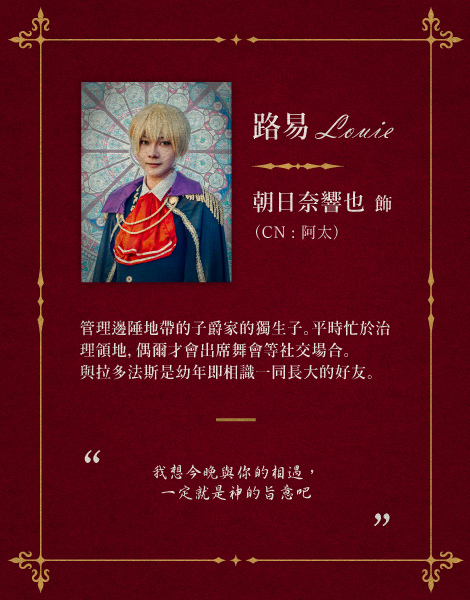 路易 Louie
朝日奈響也 飾
（CN：阿太）
管理邊陲地帶的子爵家的獨生子。平時忙於治
理領地，偶爾才會出席舞會等社交場合。
與拉多法斯是幼年即相識一同長大的好友。
“
我想今晚與你的相遇，
一定就是神的旨意吧
”